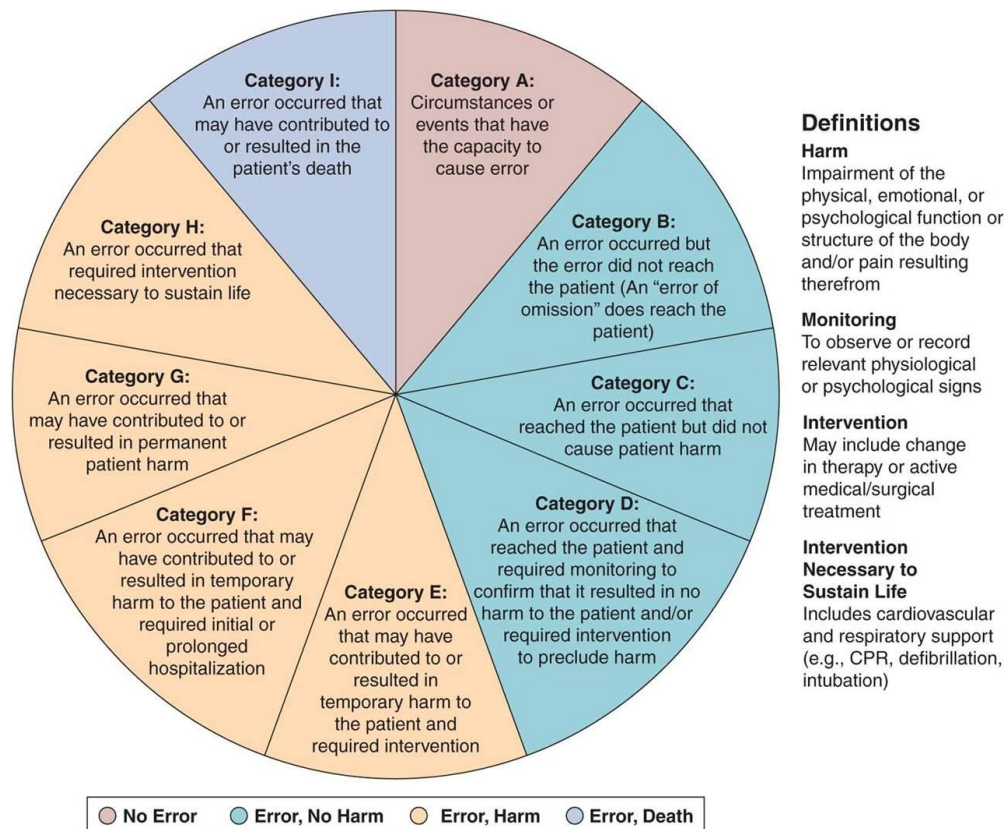 Category I:
An error occurred that
may have contributed to
or resulted in the
patient’s death
Category A:
Circumstances or
events that have
the capacity to
cause error
Category B:
An error occurred but
the error did not reach
the patient (An “error of
omission” does reach the
patient)
Category C:
An error occurred that
reached the patient but did not
cause patient harm
Category D:
An error occurred that
reached the patient and
required monitoring to
confirm that it resulted in no
harm to the patient and/or
required intervention
to preclude harm
Category E:
An error occurred
that may have
contributed to or
resulted in
temporary harm to
the patient and
required intervention
Category F:
An error occurred that may
have contributed to or
resulted in temporary
harm to the patient and
required initial or
prolonged
hospitalization
Category G:
An error occurred that
may have contributed to or
resulted in permanent
patient harm
Category H:
An error occurred that
required intervention
necessary to sustain life
Definitions
Harm
Impairment of the
physical, emotional, or
psychological function or
structure of the body
and/or pain resulting
therefrom
Monitoring
To observe or record
relevant physiological
or psychological signs
Intervention
May include change
in therapy or active
medical/surgical
treatment
Intervention
Necessary to
Sustain Life
Includes cardiovascular
and respiratory support
(e.g., CPR, defibrillation,
intubation)
No Error Error, No Harm Error, Harm Error, Death